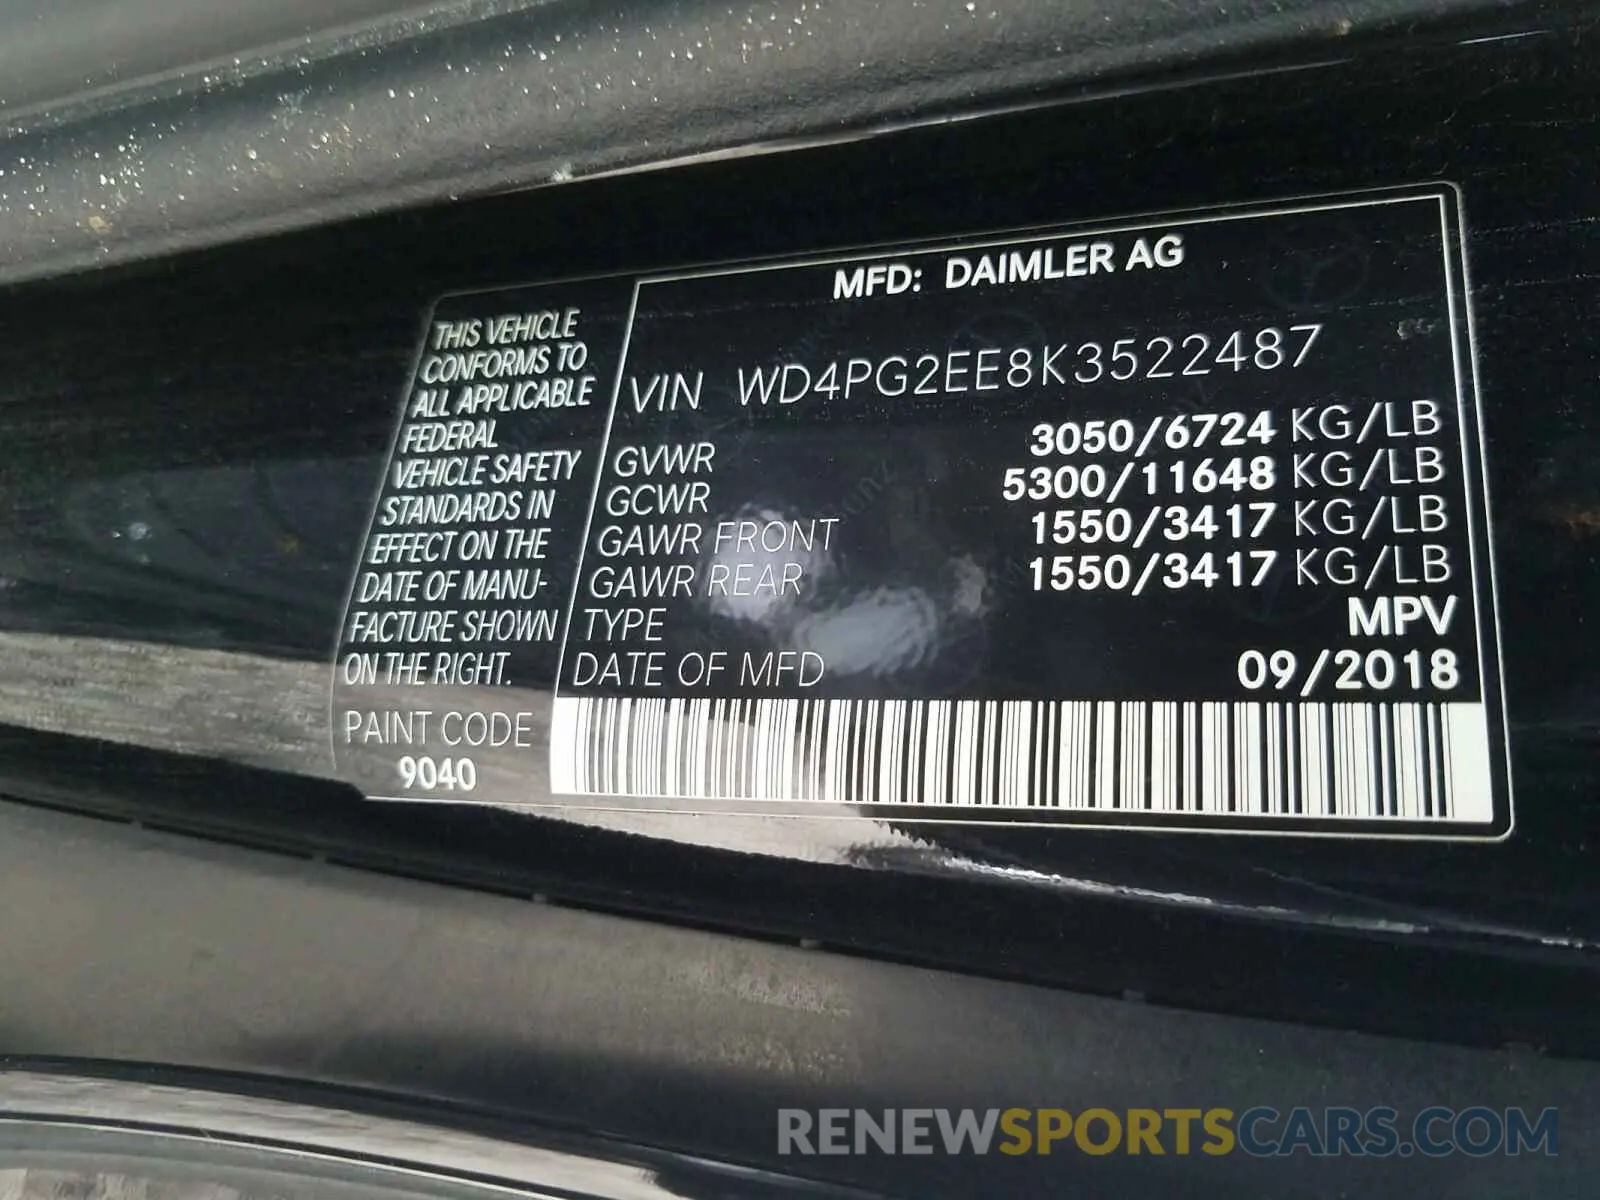 MFD: DAIMLER AG
THIS VEHICLE
CONFORMS TO
ALL APPLICABLE
FEDERAL
VEHICLE SAFETY
STANDARDS IN
EFFECT ON THE
DATE OF MANU-
FACTURE SHOWN
ON THE RIGHT.
PAINT CODE
9040
VIN WD4PG2EE8K3522487
GVWR 3050/6724 KG/LB
GCWR 5300/11648 KG/LB
GAWR FRONT 1550/3417 KG/LB
GAWR REAR 1550/3417 KG/LB
TYPE MPV
DATE OF MFD 09/2018
RENEWSPORTSCARS.COM